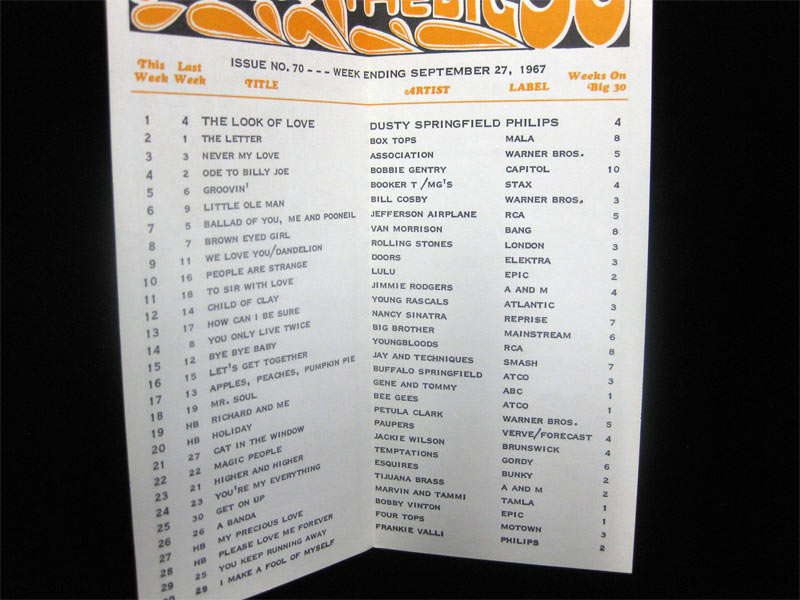 THE BIG 30
ISSUE NO. 70 --- WEEK ENDING SEPTEMBER 27, 1967
This Week Last Week TITLE ARTIST LABEL Weeks On Big 30
1 4 THE LOOK OF LOVE DUSTY SPRINGFIELD PHILIPS 4
2 1 THE LETTER BOX TOPS MALA 8
3 3 NEVER MY LOVE ASSOCIATION WARNER BROS. 5
4 2 ODE TO BILLY JOE BOBBIE GENTRY CAPITOL 10
5 6 GROOVIN' BOOKER T /MG'S STAX 4
6 9 LITTLE OLE MAN BILL COSBY WARNER BROS. 3
7 5 BALLAD OF YOU, ME AND POONEIL JEFFERSON AIRPLANE RCA 5
8 7 BROWN EYED GIRL VAN MORRISON BANG 8
9 11 WE LOVE YOU/DANDELION ROLLING STONES LONDON 3
10 16 PEOPLE ARE STRANGE DOORS ELEKTRA 3
11 18 TO SIR WITH LOVE LULU EPIC 2
12 14 CHILD OF CLAY JIMMIE RODGERS A AND M 4
13 17 HOW CAN I BE SURE YOUNG RASCALS ATLANTIC 3
14 8 YOU ONLY LIVE TWICE NANCY SINATRA REPRISE 7
15 12 BYE BYE BABY BIG BROTHER MAINSTREAM 6
16 15 LET'S GET TOGETHER YOUNGBLOODS RCA 8
17 13 APPLES, PEACHES, PUMPKIN PIE JAY AND TECHNIQUES SMASH 7
18 19 MR. SOUL BUFFALO SPRINGFIELD ATCO 3
19 HB RICHARD AND ME GENE AND TOMMY ABC 1
20 HB HOLIDAY BEE GEES ATCO 1
21 27 CAT IN THE WINDOW PETULA CLARK WARNER BROS. 5
22 22 MAGIC PEOPLE PAUPERS VERVE/FORECAST 4
23 21 HIGHER AND HIGHER JACKIE WILSON BRUNSWICK 4
24 23 YOU'RE MY EVERYTHING TEMPTATIONS GORDY 6
25 30 GET ON UP ESQUIRES BUNKY 2
26 26 A BANDA TIJUANA BRASS A AND M 2
27 HB MY PRECIOUS LOVE MARVIN AND TAMMI TAMLA 1
28 HB PLEASE LOVE ME FOREVER BOBBY VINTON EPIC 1
29 25 YOU KEEP RUNNING AWAY FOUR TOPS MOTOWN 3
30 29 I MAKE A FOOL OF MYSELF FRANKIE VALLI PHILIPS 2